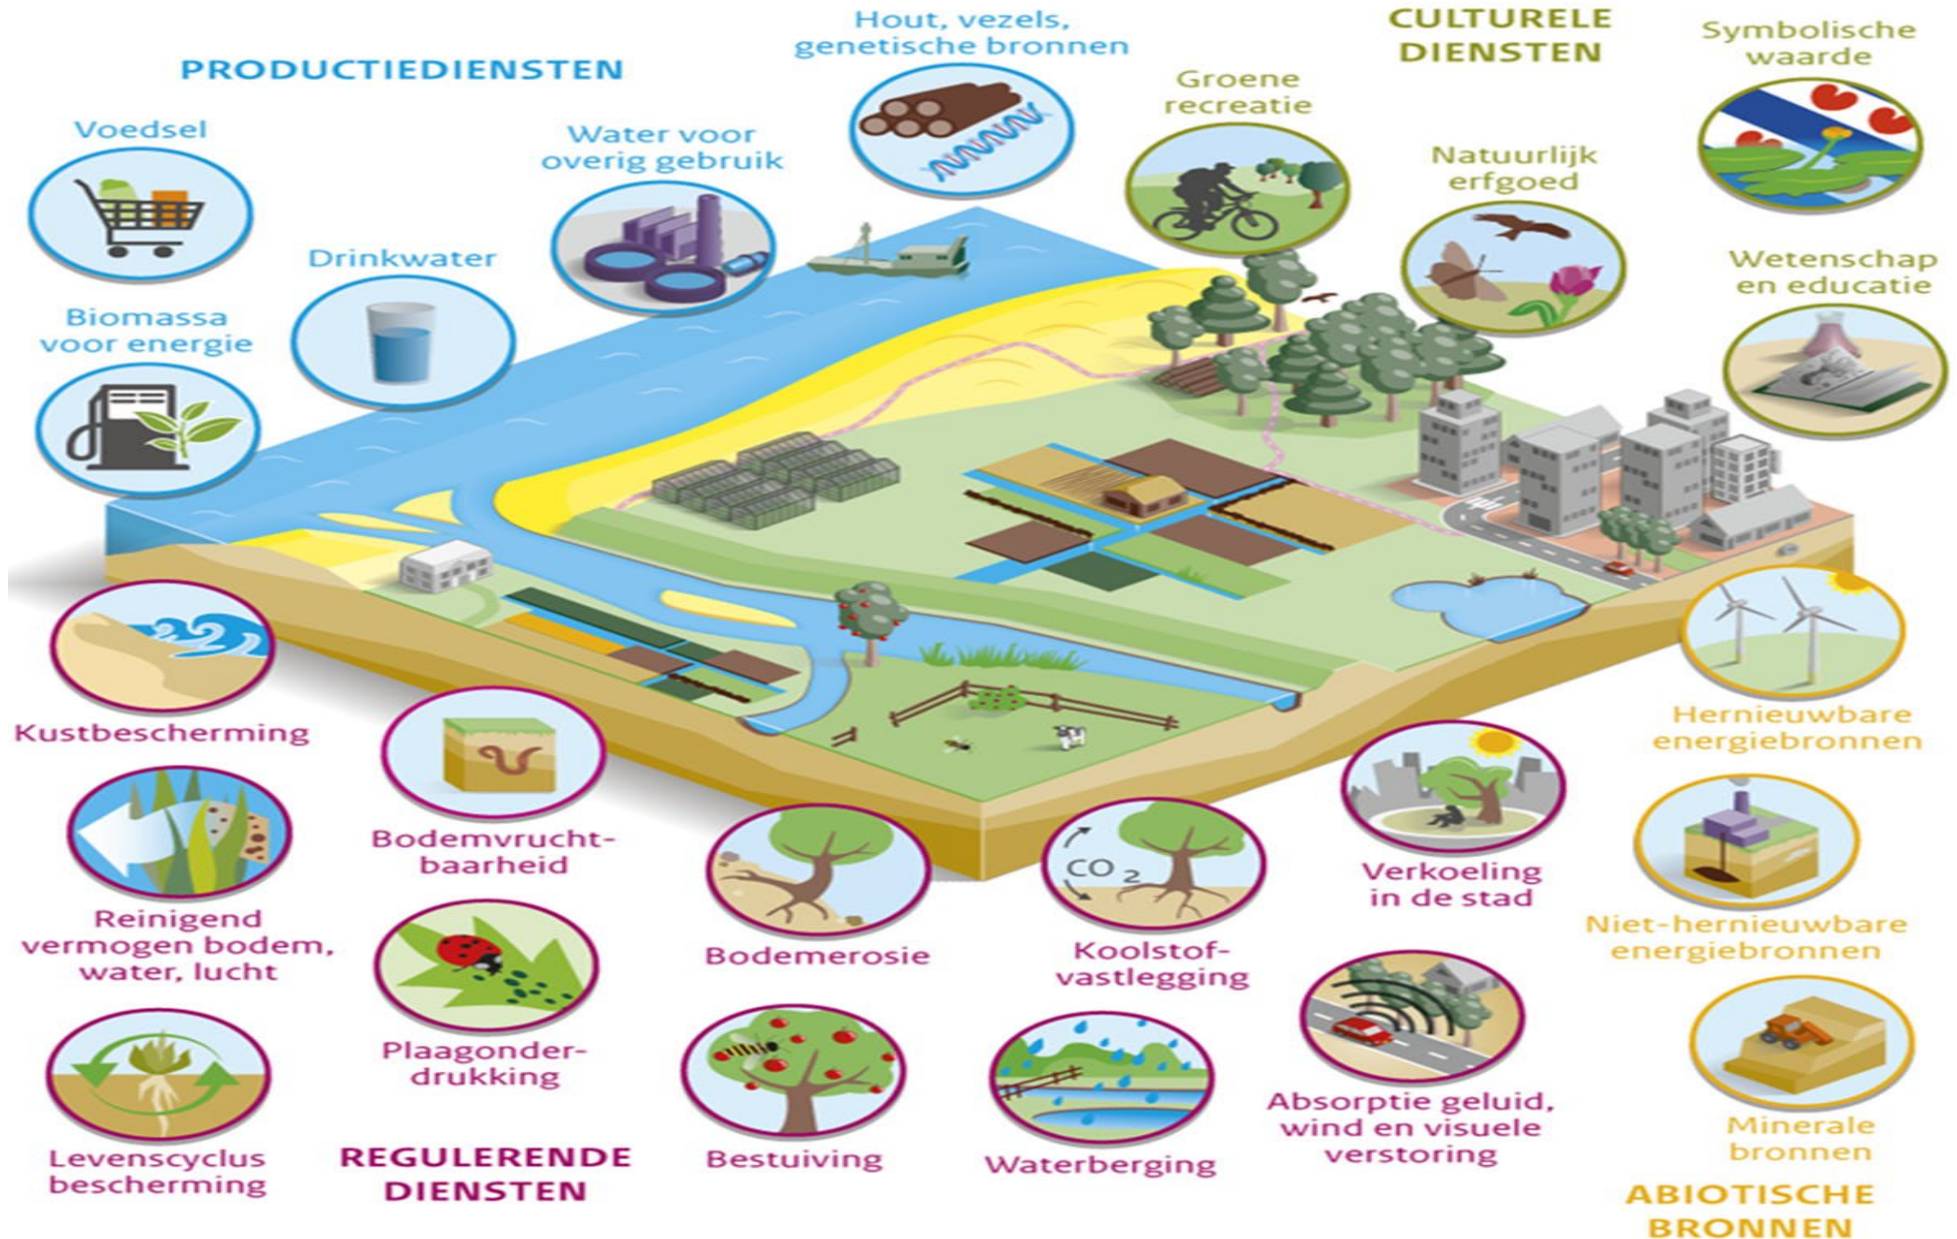 PRODUCTIEDIENSTEN
Voedsel
Biomassa
voor energie
Drinkwater
Water voor
overig gebruik
Hout, vezels,
genetische bronnen
CULTURELE
DIENSTEN
Groene
recreatie
Natuurlijk
erfgoed
Symbolische
waarde
Wetenschap
en educatie
Kustbescherming
Reinigend
vermogen bodem,
water, lucht
Levenscyclus
bescherming
Bodemvrucht-
baarheid
Plaagonder-
drukking
REGULERENDE
DIENSTEN
Bodemerosie
Bestuiving
CO 2
Koolstof-
vastlegging
Waterberging
Verkoeling
in de stad
Absorptie geluid,
wind en visuele
verstoring
Hernieuwbare
energiebronnen
Niet-hernieuwbare
energiebronnen
Minerale
bronnen
ABIOTISCHE
BRONNEN